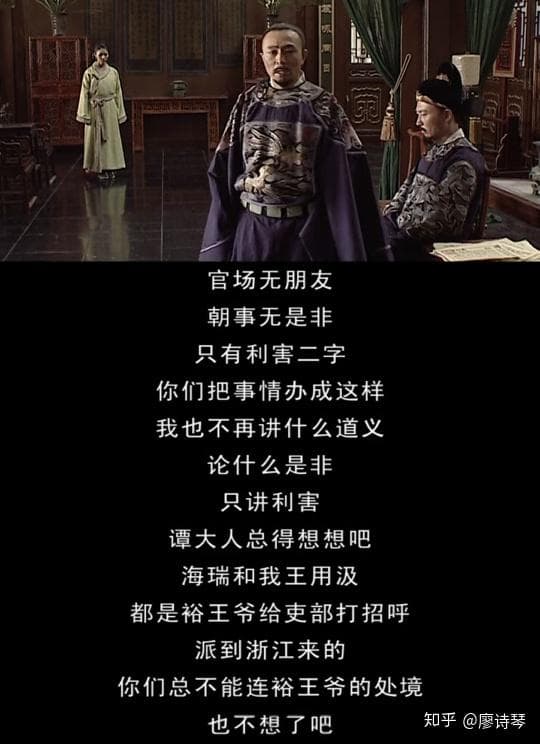 官场无朋友
朝事无是非
只有利害二字
你们把事情办成这样
我也不再讲什么道义
论什么是非
只讲利害
谭大人总得想想吧
海瑞和我王用汲
都是裕王爷给吏部打招呼
派到浙江来的
你们总不能连裕王爷的处境
也不想了吧
知乎 @廖诗琴